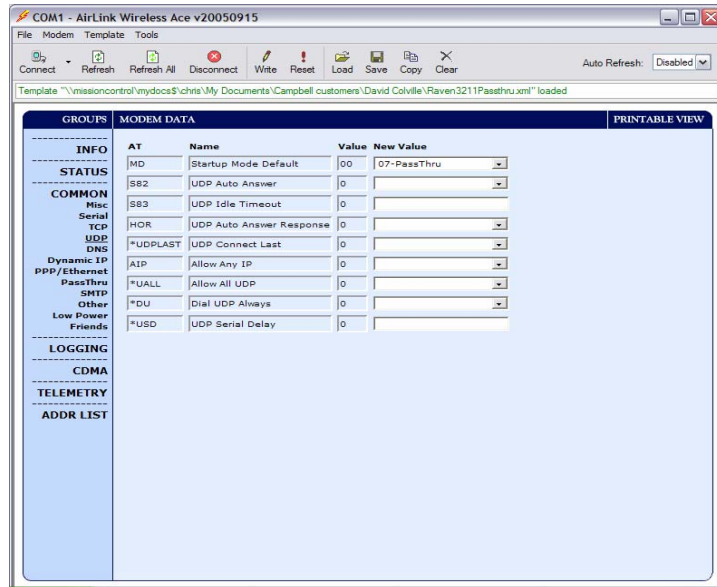 COM1 - AirLink Wireless Ace v20050915
File Modem Template Tools
Connect Refresh Refresh All Disconnect Write Reset Load Save Copy Clear Auto Refresh: Disabled
Template "\\missioncontrol\mydocs$\chris\My Documents\Campbell customers\David Colville\Raven3211Passthru.xml" loaded
GROUPS MODEM DATA PRINTABLE VIEW
INFO
STATUS
COMMON
Misc
Serial
TCP
UDP
DNS
Dynamic IP
PPP/Ethernet
PassThru
SMTP
Other
Low Power
Friends
LOGGING
CDMA
TELEMETRY
ADDR LIST
AT Name Value New Value
MD Startup Mode Default 00 07-PassThru
S82 UDP Auto Answer 0
S83 UDP Idle Timeout 0
HOR UDP Auto Answer Response 0
*UDPLAST UDP Connect Last 0
AIP Allow Any IP 0
*UALL Allow All UDP 0
*DU Dial UDP Always 0
*USD UDP Serial Delay 0